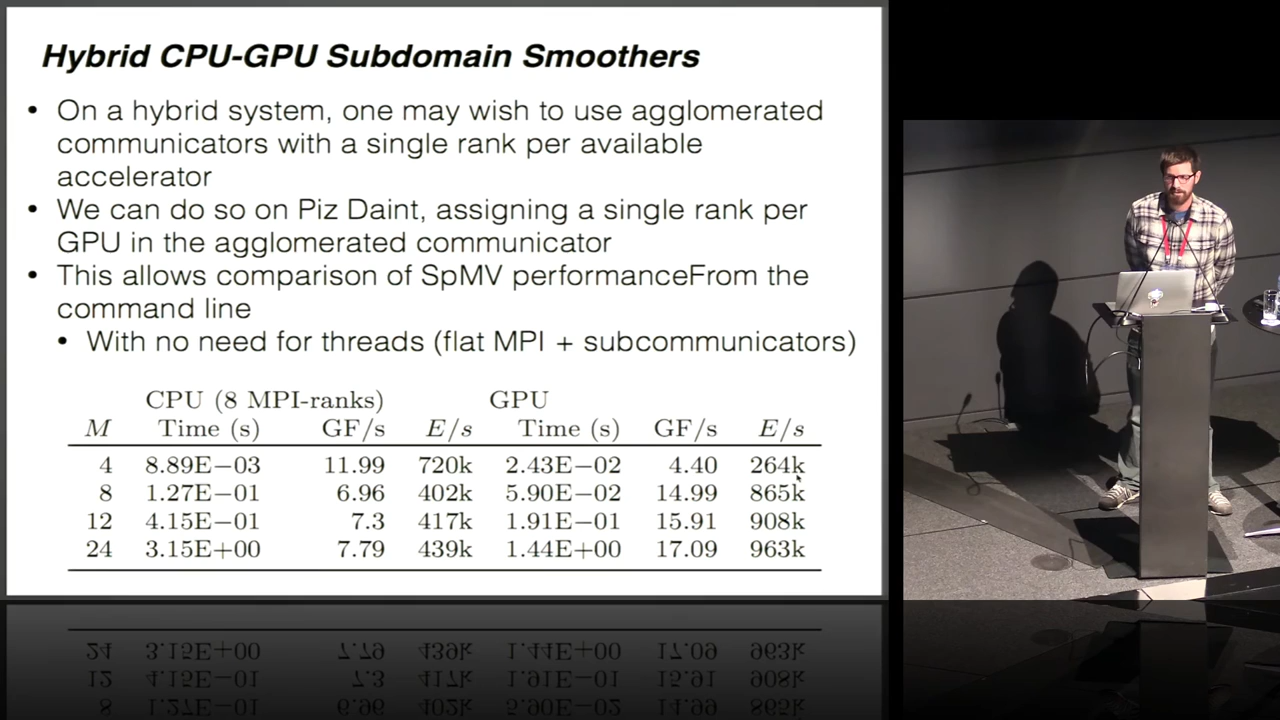 Hybrid CPU-GPU Subdomain Smoothers
• On a hybrid system, one may wish to use agglomerated
communicators with a single rank per available
accelerator
• We can do so on Piz Daint, assigning a single rank per
GPU in the agglomerated communicator
• This allows comparison of SpMV performanceFrom the
command line
• With no need for threads (flat MPI + subcommunicators)
CPU (8 MPI-ranks) GPU
M Time (s) GF/s E/s Time (s) GF/s E/s
4 8.89E−03 11.99 720k 2.43E−02 4.40 264k
8 1.27E−01 6.96 402k 5.90E−02 14.99 865k
12 4.15E−01 7.3 417k 1.91E−01 15.91 908k
24 3.15E+00 7.79 439k 1.44E+00 17.09 963k